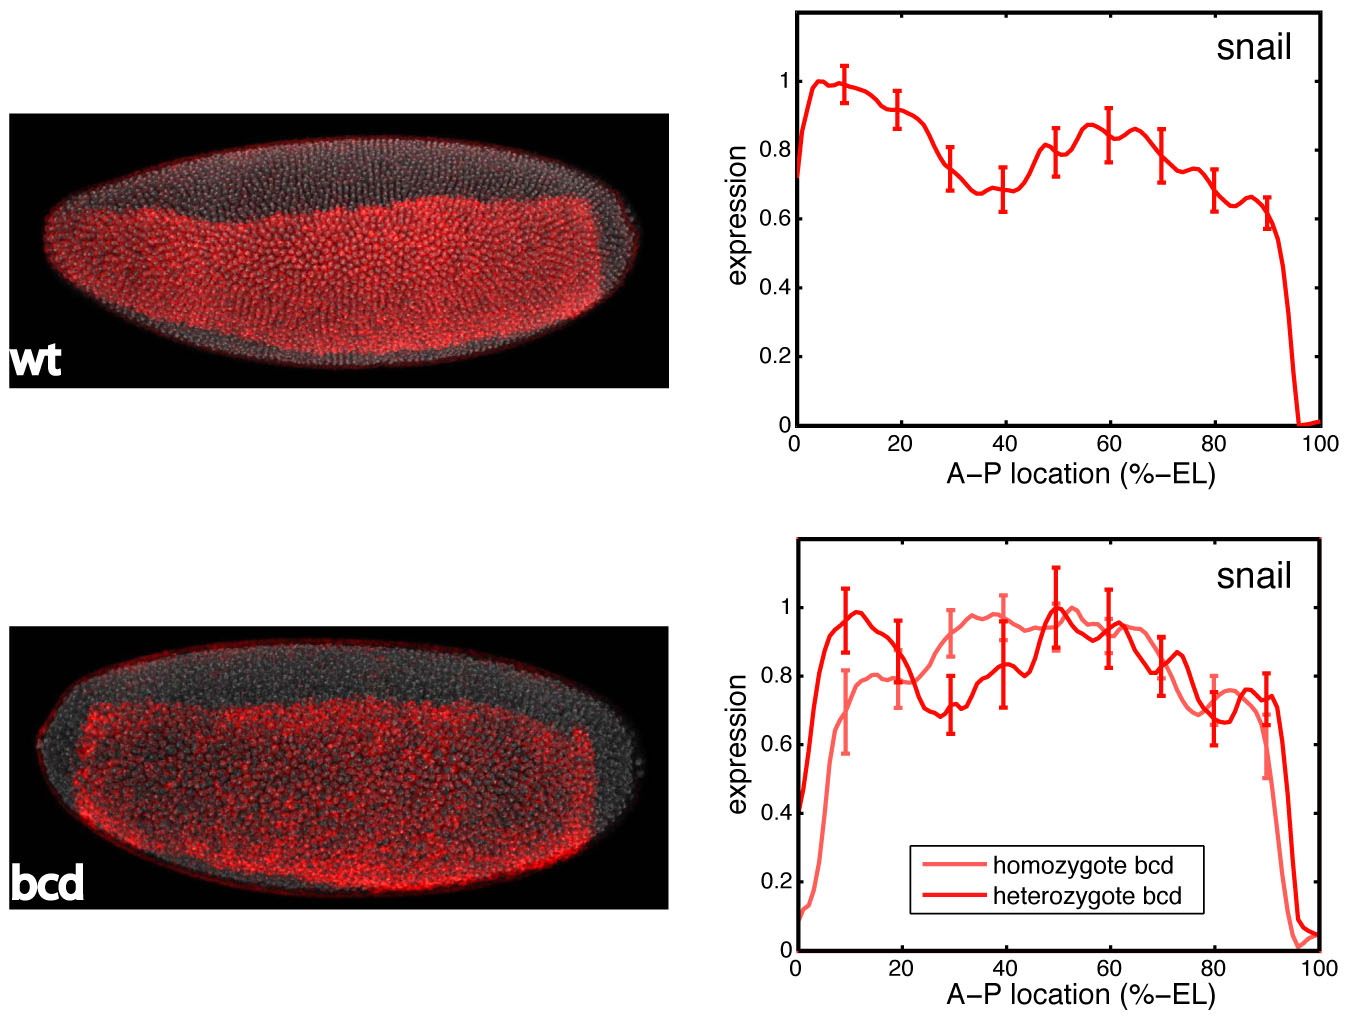 wt
snail
expression
1
0.8
0.6
0.4
0.2
0
0 20 40 60 80 100
A–P location (%-EL)
bcd
snail
expression
1
0.8
0.6
0.4
0.2
0
homozygote bcd
heterozygote bcd
0 20 40 60 80 100
A–P location (%-EL)